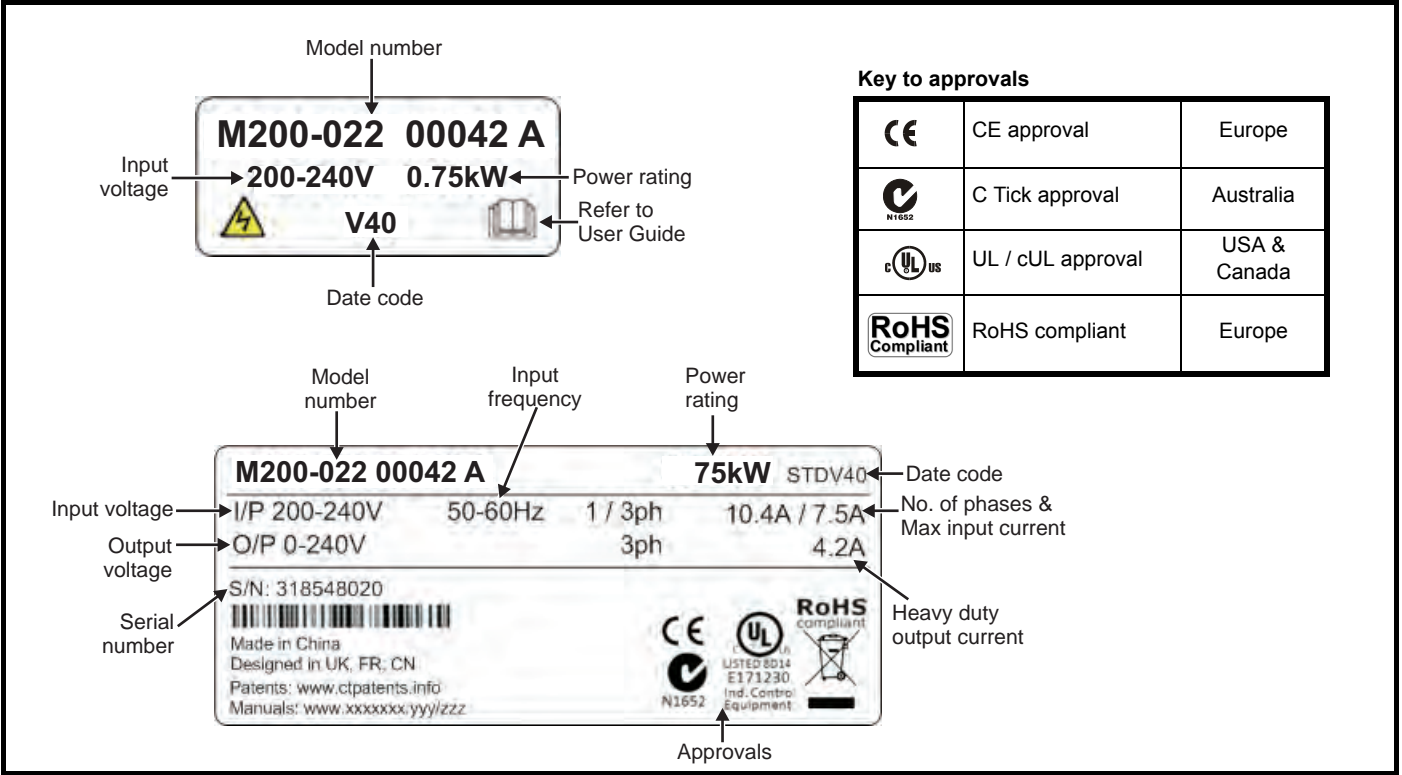 Model number
M200-022 00042 A
Input
voltage
200-240V 0.75kW
Power rating
V40
Refer to
User Guide
Date code
Key to approvals
CE CE approval Europe
N1652 C Tick approval Australia
c UL us UL / cUL approval USA &
Canada
RoHS
Compliant RoHS compliant Europe
Model
number
Input
frequency
Power
rating
M200-022 00042 A 75kW STDV40
Date code
Input voltage
I/P 200-240V 50-60Hz 1 / 3ph 10.4A / 7.5A
No. of phases &
Max input current
Output
voltage
O/P 0-240V 3ph 4.2A
Heavy duty
output current
Serial
number
S/N: 318548020
Made in China
Designed in UK, FR, CN
Patents: www.ctpatents.info
Manuals: www.xxxxxxx.yyy/zzz
CE
N1652
UL
LISTED 8D14
E171230
Ind. Control
Equipment
RoHS
compliant
Approvals